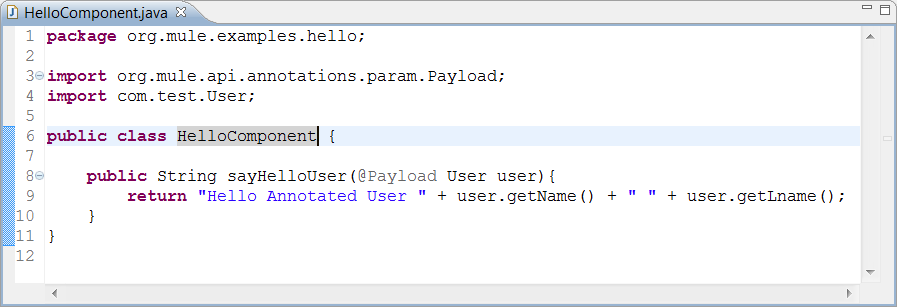 HelloComponent.java
1 package org.mule.examples.hello;
2
3 import org.mule.api.annotations.param.Payload;
4 import com.test.User;
5
6 public class HelloComponent {
7
8     public String sayHelloUser(@Payload User user){
9         return "Hello Annotated User " + user.getName() + " " + user.getLname();
10     }
11 }
12